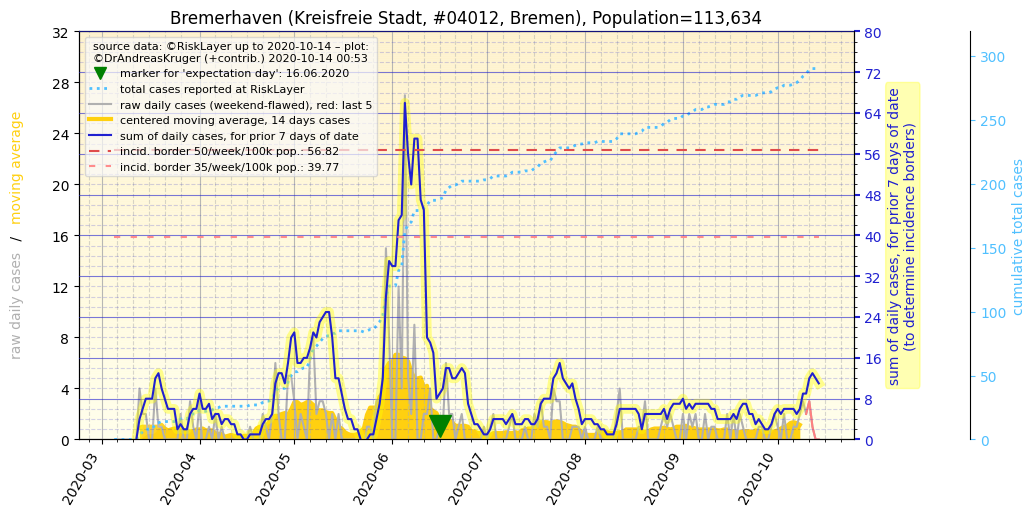 Bremerhaven (Kreisfreie Stadt, #04012, Bremen), Population=113,634
source data: ©RiskLayer up to 2020-10-14 – plot:
©DrAndreasKruger (+contrib.) 2020-10-14 00:53
marker for 'expectation day': 16.06.2020
total cases reported at RiskLayer
raw daily cases (weekend-flawed), red: last 5
centered moving average, 14 days cases
sum of daily cases, for prior 7 days of date
incid. border 50/week/100k pop.: 56.82
incid. border 35/week/100k pop.: 39.77
raw daily cases / moving average
32
28
24
20
16
12
8
4
0
2020-03
2020-04
2020-05
2020-06
2020-07
2020-08
2020-09
2020-10
80
72
64
56
48
40
32
24
16
8
0
sum of daily cases, for prior 7 days of date
(to determine incidence borders)
300
250
200
150
100
50
0
cumulative total cases